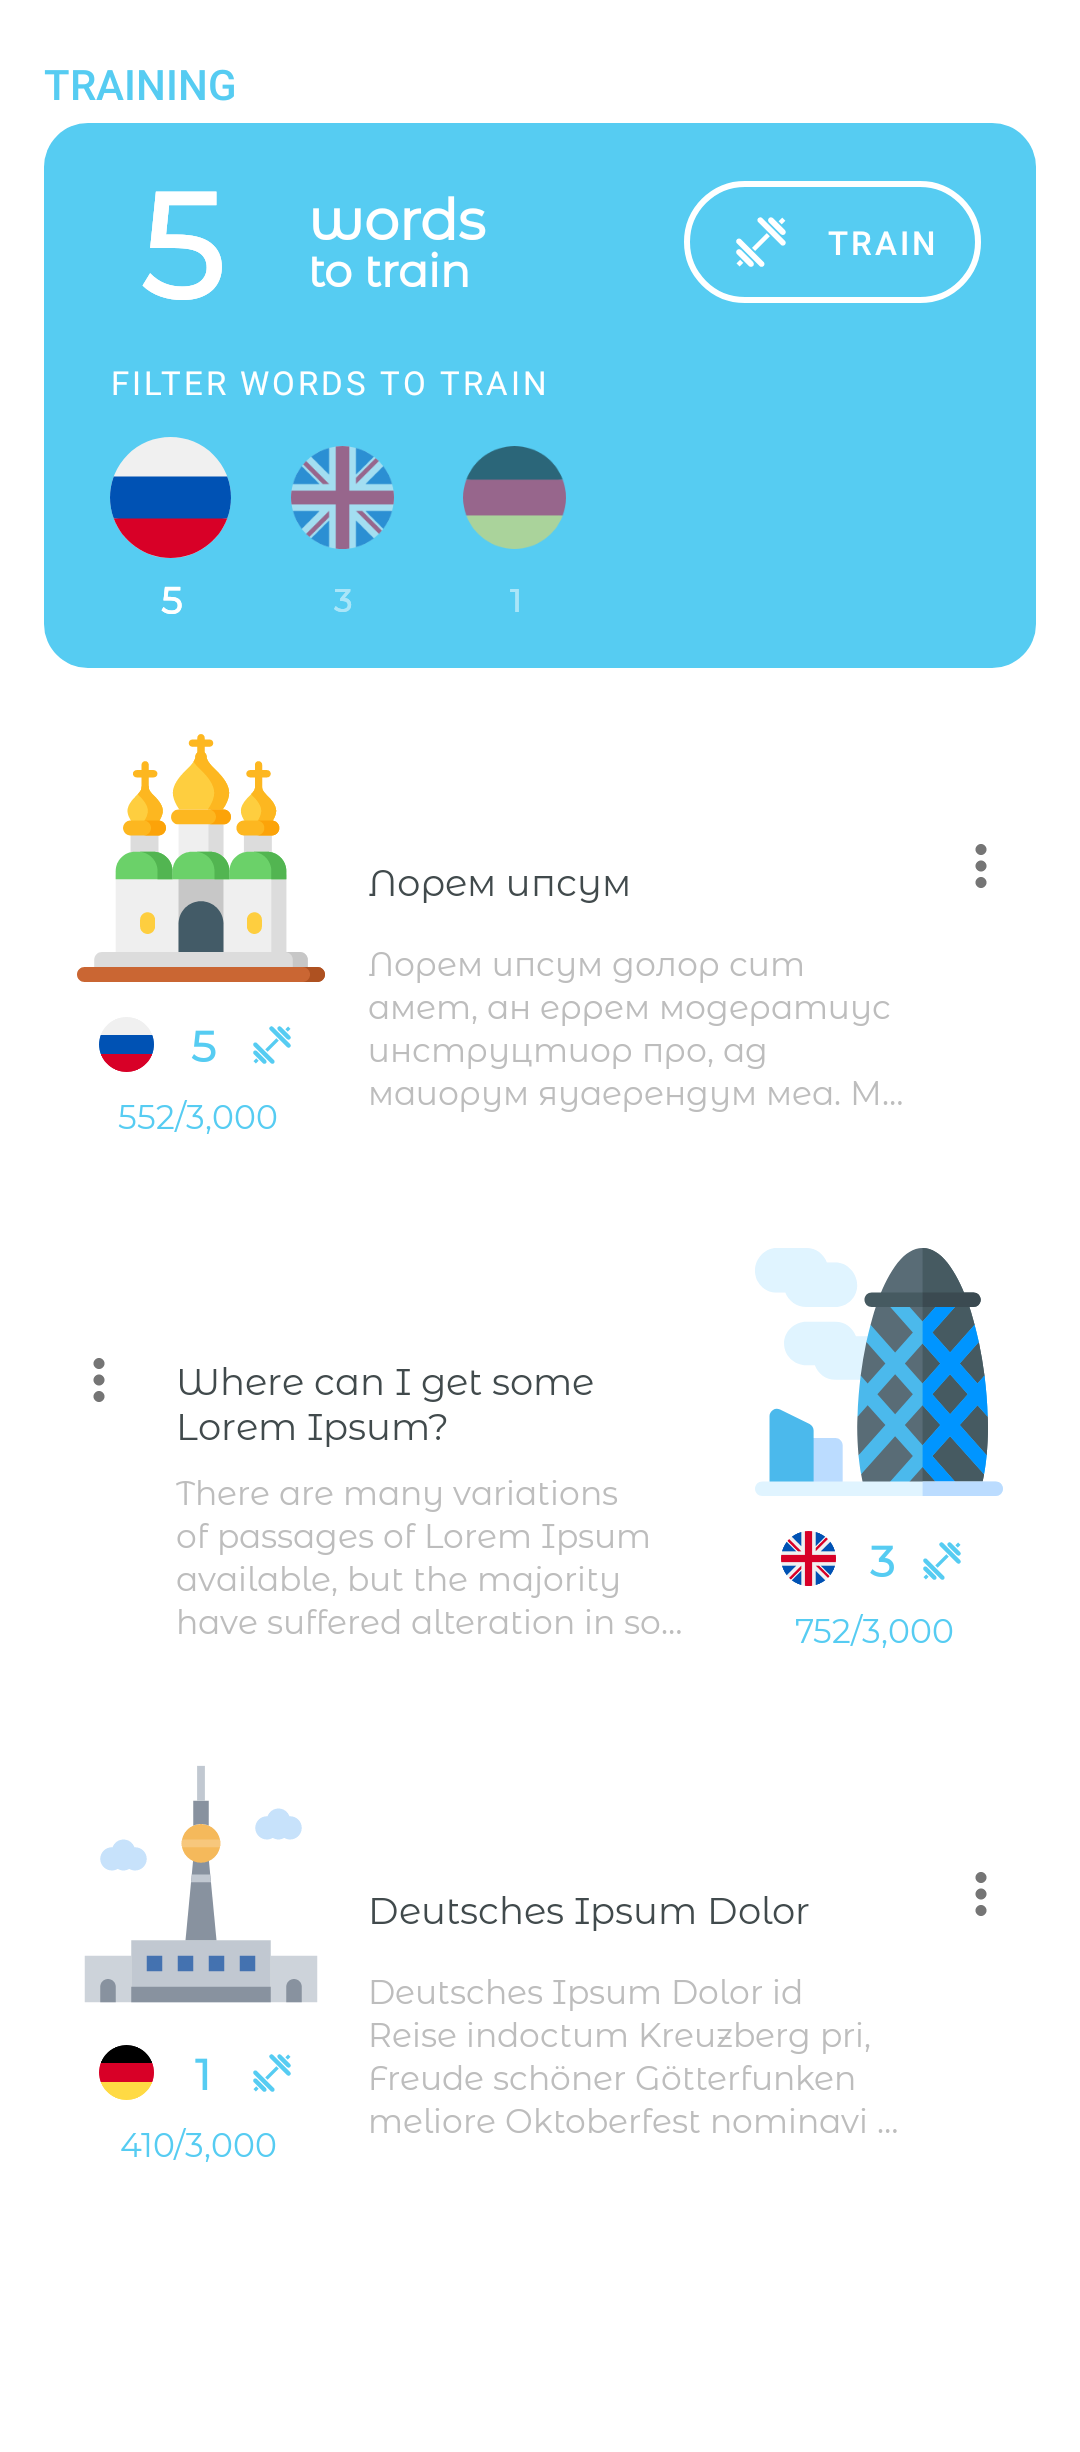 TRAINING
5
words
to train
TRAIN
FILTER WORDS TO TRAIN
5 3 1
Лорем ипсум
Лорем ипсум долор сит
амет, ан еррем модератиус
инструцтиор про, ад
маиорум яуаерендум меа. М...
5
552/3,000
Where can I get some
Lorem Ipsum?
There are many variations
of passages of Lorem Ipsum
available, but the majority
have suffered alteration in so...
3
752/3,000
Deutsches Ipsum Dolor
Deutsches Ipsum Dolor id
Reise indoctum Kreuzberg pri,
Freude schöner Götterfunken
meliore Oktoberfest nominavi ...
1
410/3,000